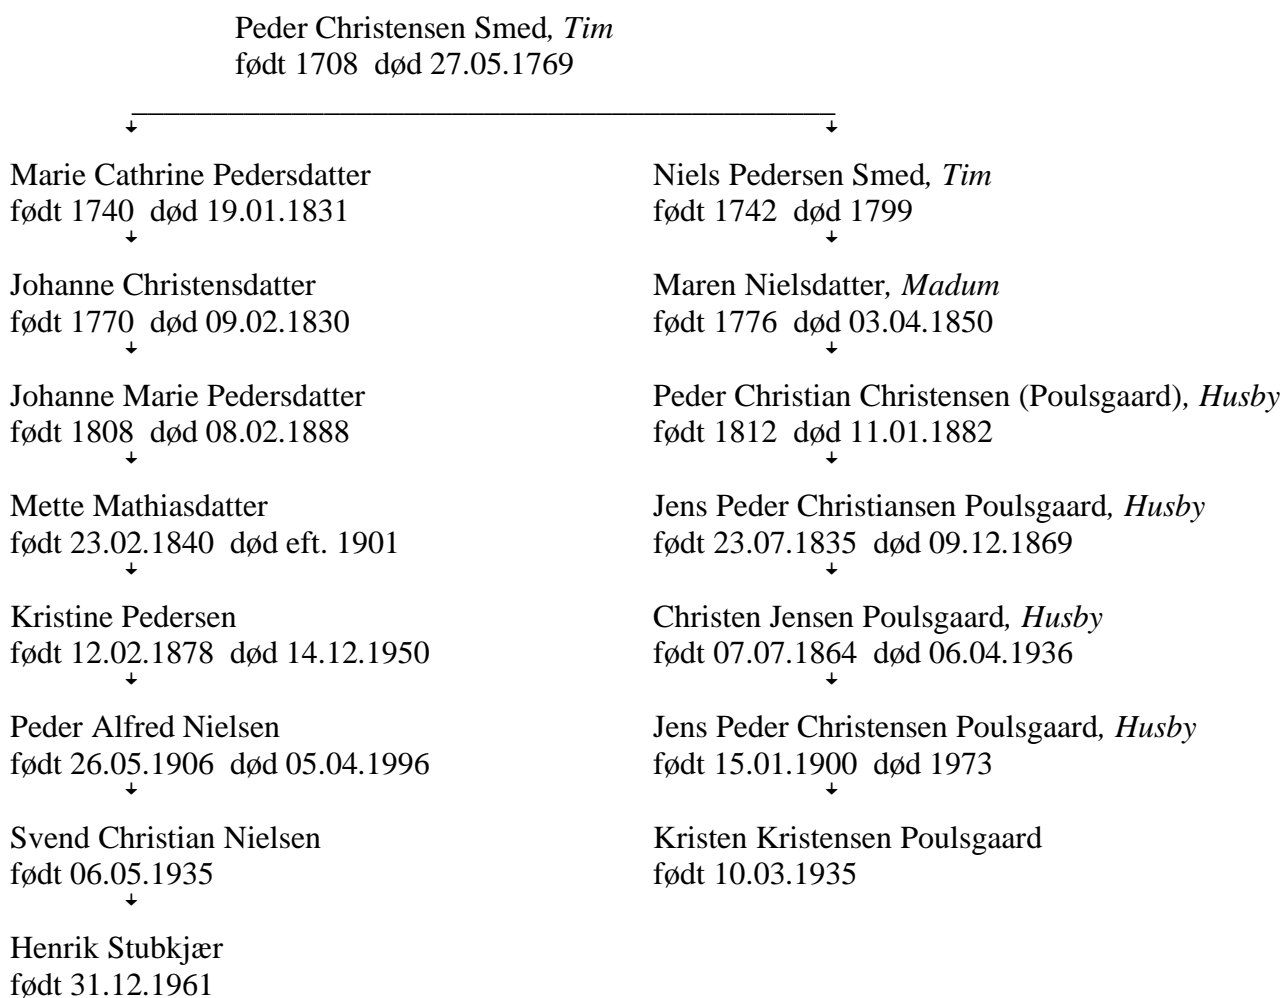 Peder Christensen Smed, Tim
født 1708 død 27.05.1769
Marie Cathrine Pedersdatter
født 1740 død 19.01.1831
Niels Pedersen Smed, Tim
født 1742 død 1799
Johanne Christensdatter
født 1770 død 09.02.1830
Maren Nielsdatter, Madum
født 1776 død 03.04.1850
Johanne Marie Pedersdatter
født 1808 død 08.02.1888
Peder Christian Christensen (Poulsgaard), Husby
født 1812 død 11.01.1882
Mette Mathiasdatter
født 23.02.1840 død eft. 1901
Jens Peder Christiansen Poulsgaard, Husby
født 23.07.1835 død 09.12.1869
Kristine Pedersen
født 12.02.1878 død 14.12.1950
Christen Jensen Poulsgaard, Husby
født 07.07.1864 død 06.04.1936
Peder Alfred Nielsen
født 26.05.1906 død 05.04.1996
Jens Peder Christensen Poulsgaard, Husby
født 15.01.1900 død 1973
Svend Christian Nielsen
født 06.05.1935
Kristen Kristensen Poulsgaard
født 10.03.1935
Henrik Stubkjær
født 31.12.1961